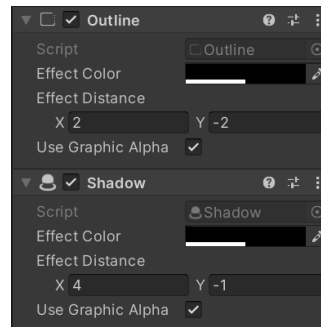 Outline
Script Outline
Effect Color
Effect Distance
X 2 Y -2
Use Graphic Alpha
Shadow
Script Shadow
Effect Color
Effect Distance
X 4 Y -1
Use Graphic Alpha